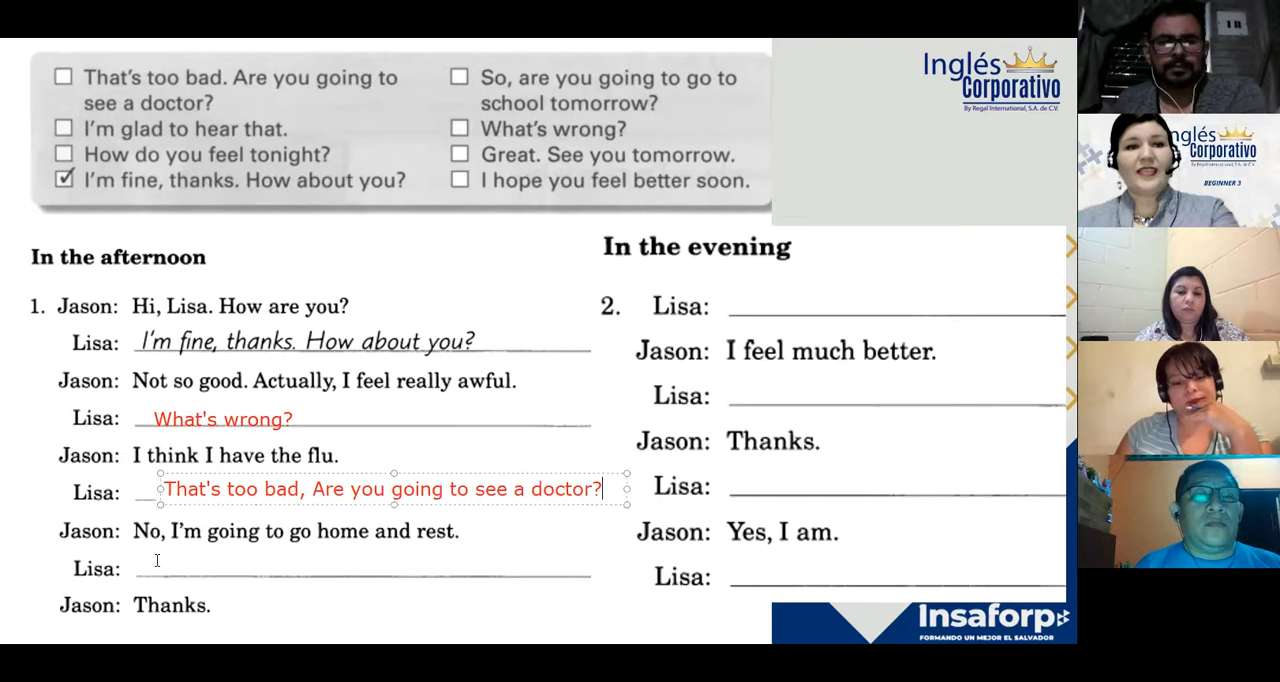 That's too bad. Are you going to
see a doctor?
I'm glad to hear that.
How do you feel tonight?
I'm fine, thanks. How about you?
So, are you going to go to
school tomorrow?
What's wrong?
Great. See you tomorrow.
I hope you feel better soon.
Inglés
Corporativo
By Regal International, S.A. de C.V.
In the afternoon
1. Jason: Hi, Lisa. How are you?
Lisa: I'm fine, thanks. How about you?
Jason: Not so good. Actually, I feel really awful.
Lisa: What's wrong?
Jason: I think I have the flu.
Lisa: That's too bad, Are you going to see a doctor?
Jason: No, I'm going to go home and rest.
Lisa:
Jason: Thanks.
In the evening
2. Lisa:
Jason: I feel much better.
Lisa:
Jason: Thanks.
Lisa:
Jason: Yes, I am.
Lisa:
Insaforp
FORMANDO UN MEJOR EL SALVADOR
nglés
Corporativo
By Regal International, S.A. de C.V.
BEGINNER 3